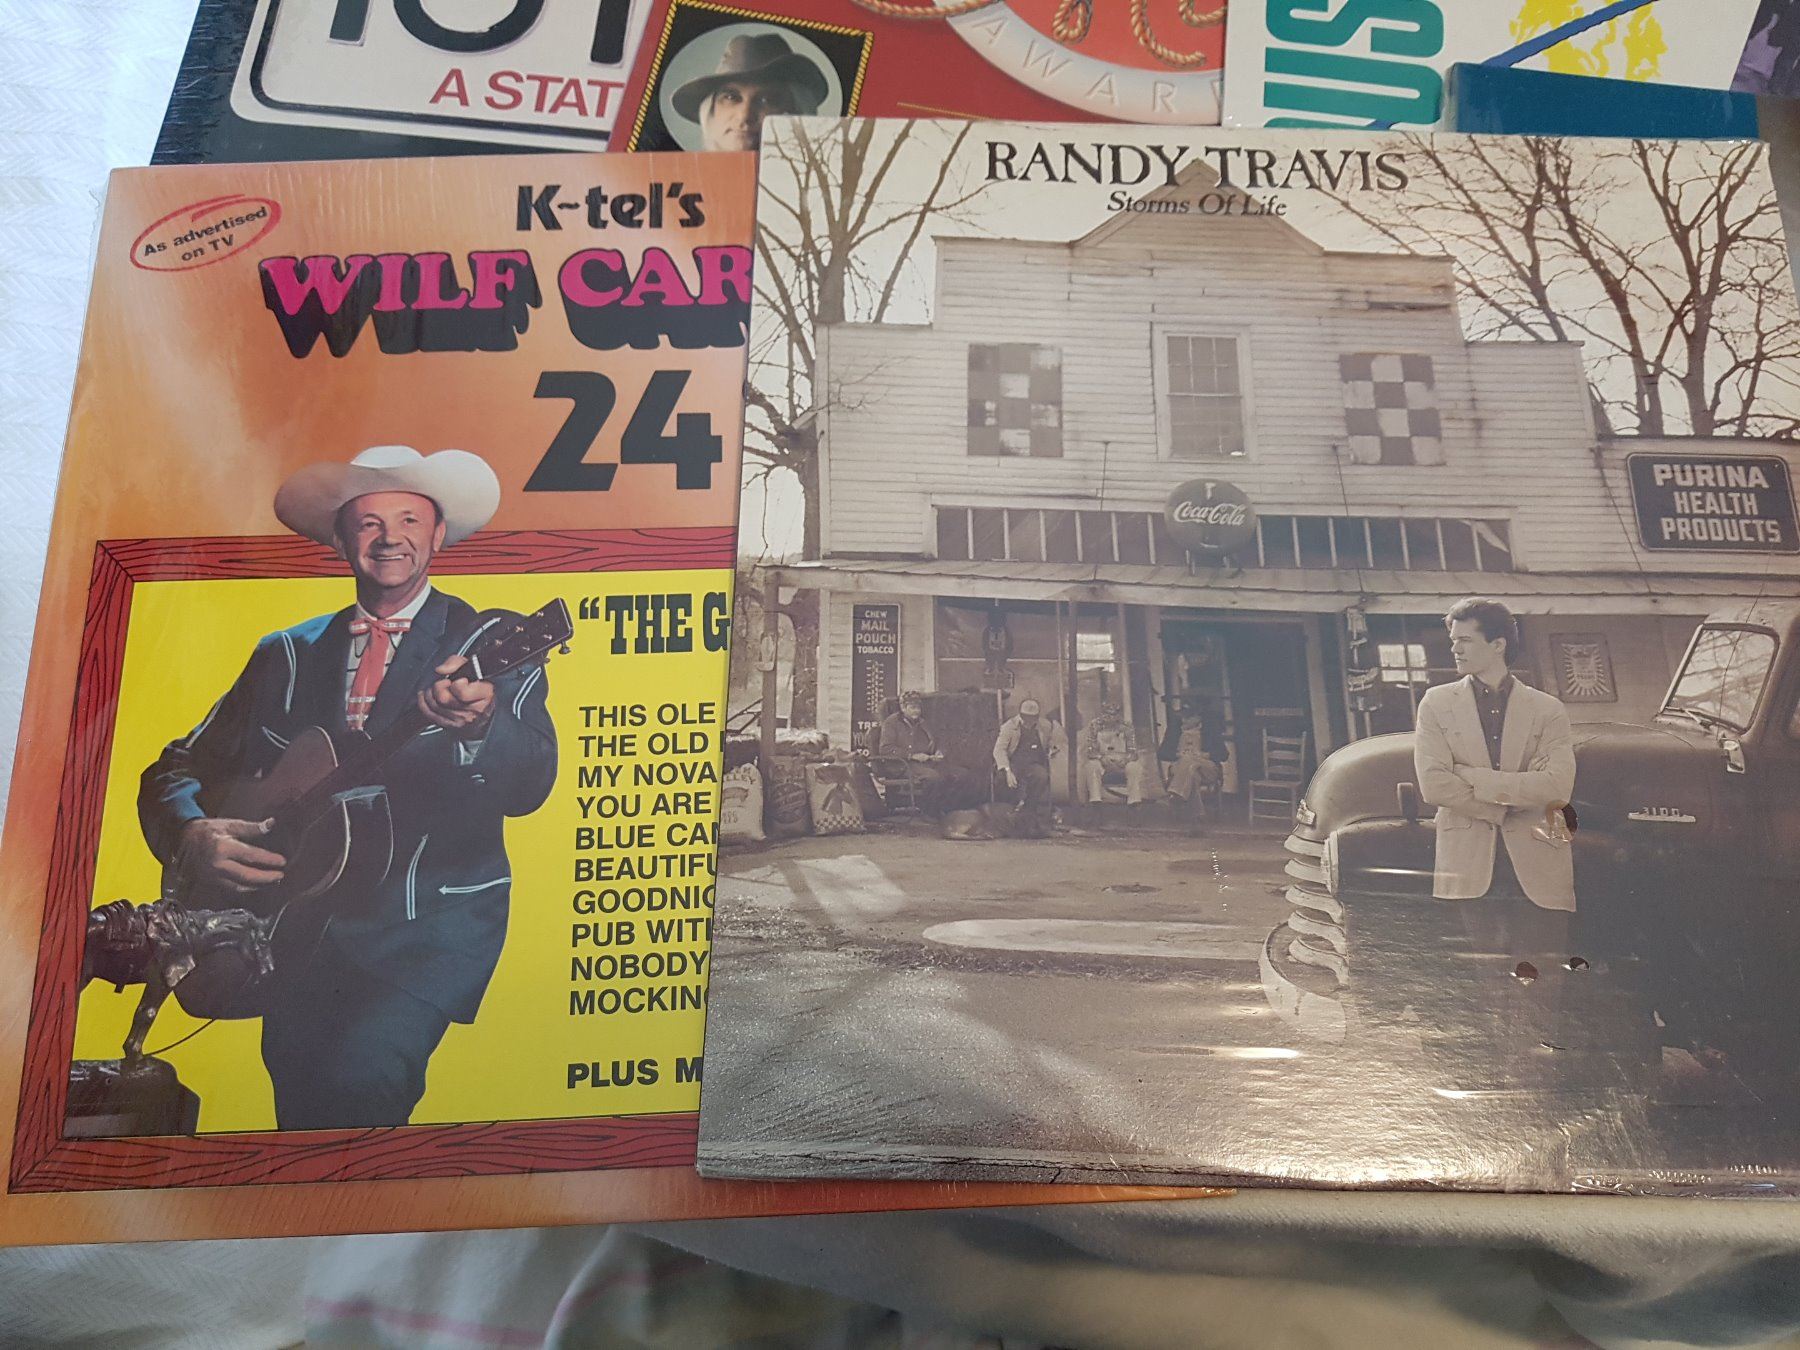 A STAT
AWAR
US
As advertised
on TV
K-tel's
WILF CAR
24
"THE G
THIS OLE
THE OLD
MY NOVA
YOU ARE
BLUE CAN
BEAUTIFU
GOODNIG
PUB WITH
NOBODY'
MOCKING
PLUS M
RANDY TRAVIS
Storms Of Life
Coca-Cola
PURINA
HEALTH
PRODUCTS
CHEW
MAIL
POUCH
TOBACCO
3100